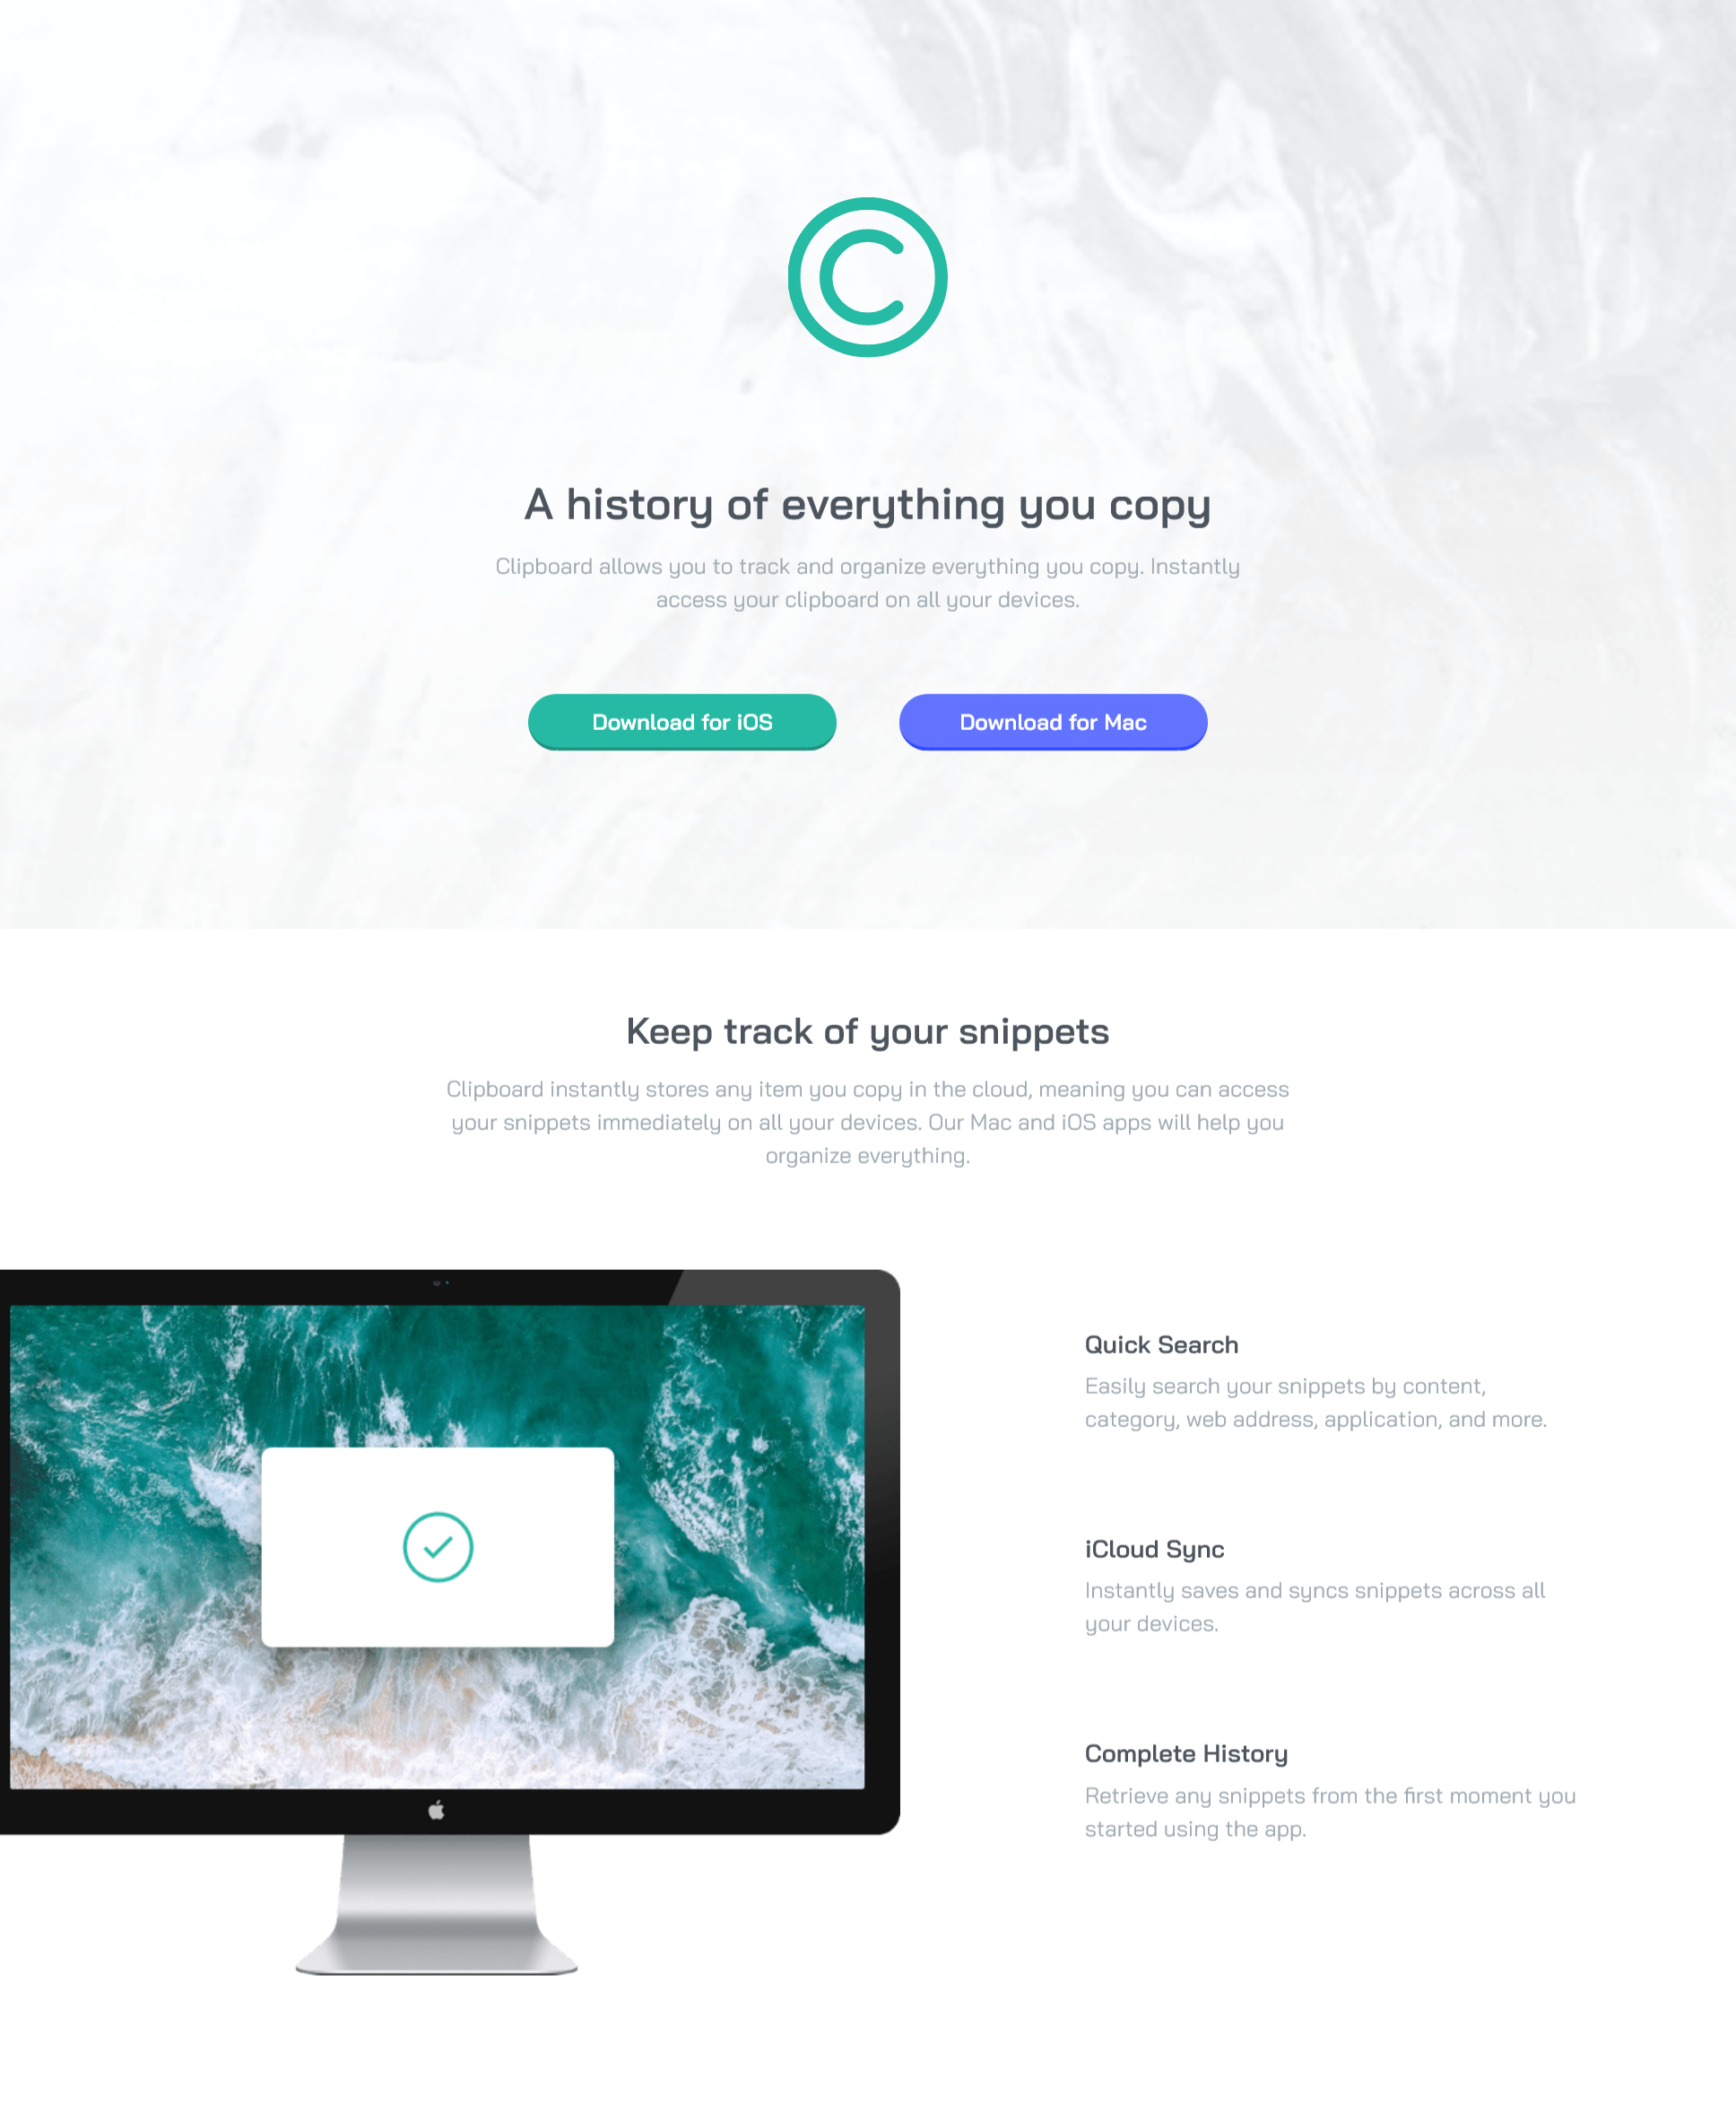 A history of everything you copy
Clipboard allows you to track and organize everything you copy. Instantly
access your clipboard on all your devices.
Download for iOS
Download for Mac
Keep track of your snippets
Clipboard instantly stores any item you copy in the cloud, meaning you can access
your snippets immediately on all your devices. Our Mac and iOS apps will help you
organize everything.
Quick Search
Easily search your snippets by content,
category, web address, application, and more.
iCloud Sync
Instantly saves and syncs snippets across all
your devices.
Complete History
Retrieve any snippets from the first moment you
started using the app.